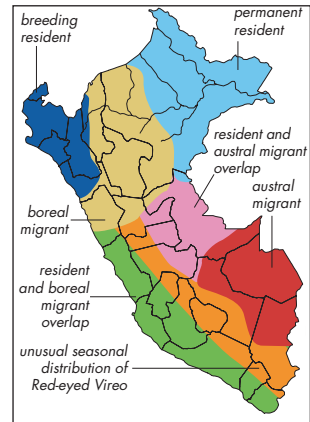 breeding
resident
permanent
resident
resident and
austral migrant
overlap
austral
migrant
boreal
migrant
resident
and boreal
migrant
overlap
unusual seasonal
distribution of
Red-eyed Vireo